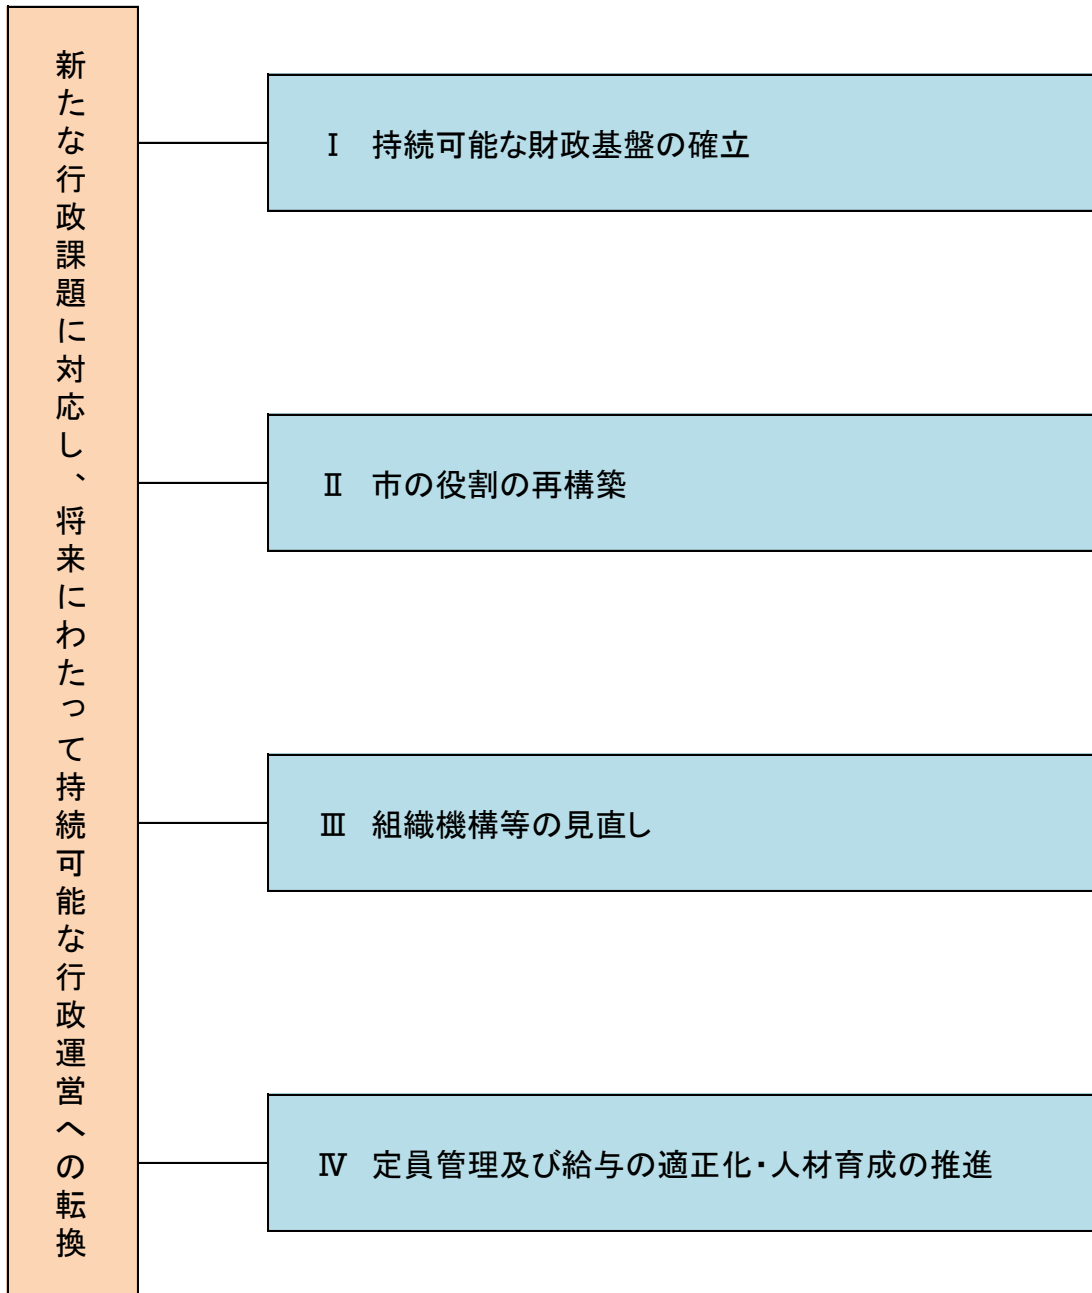 新たな行政課題に対応し、将来にわたって持続可能な行政運営への転換
Ⅰ 持続可能な財政基盤の確立
Ⅱ 市の役割の再構築
Ⅲ 組織機構等の見直し
Ⅳ 定員管理及び給与の適正化・人材育成の推進